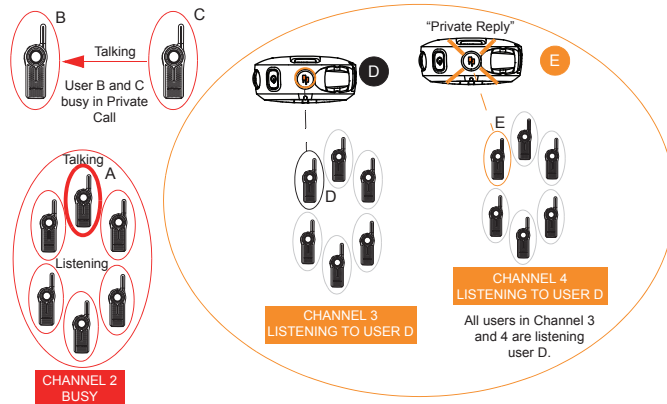 B
C
Talking
User B and C
busy in Private
Call
Talking
A
Listening
CHANNEL 2
BUSY
D
D
CHANNEL 3
LISTENING TO USER D
“Private Reply”
E
E
CHANNEL 4
LISTENING TO USER D
All users in Channel 3
and 4 are listening
user D.